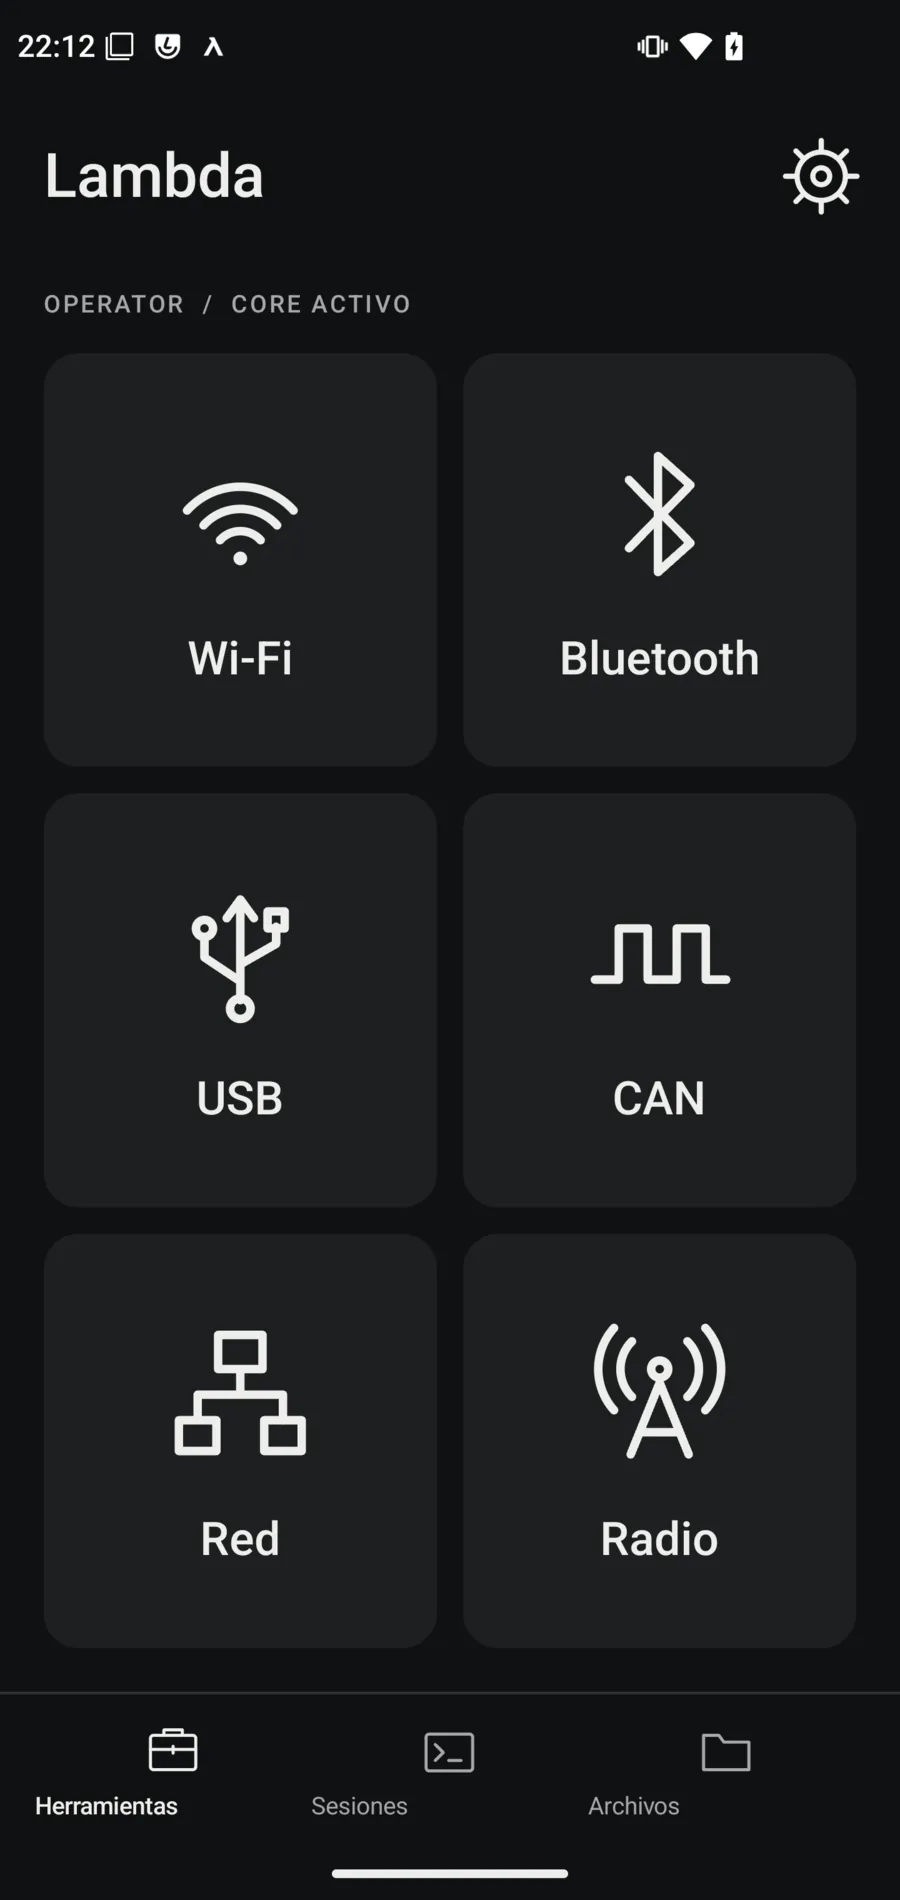 22:12
Lambda
OPERATOR / CORE ACTIVO
Wi-Fi
Bluetooth
USB
CAN
Red
Radio
Herramientas
Sesiones
Archivos